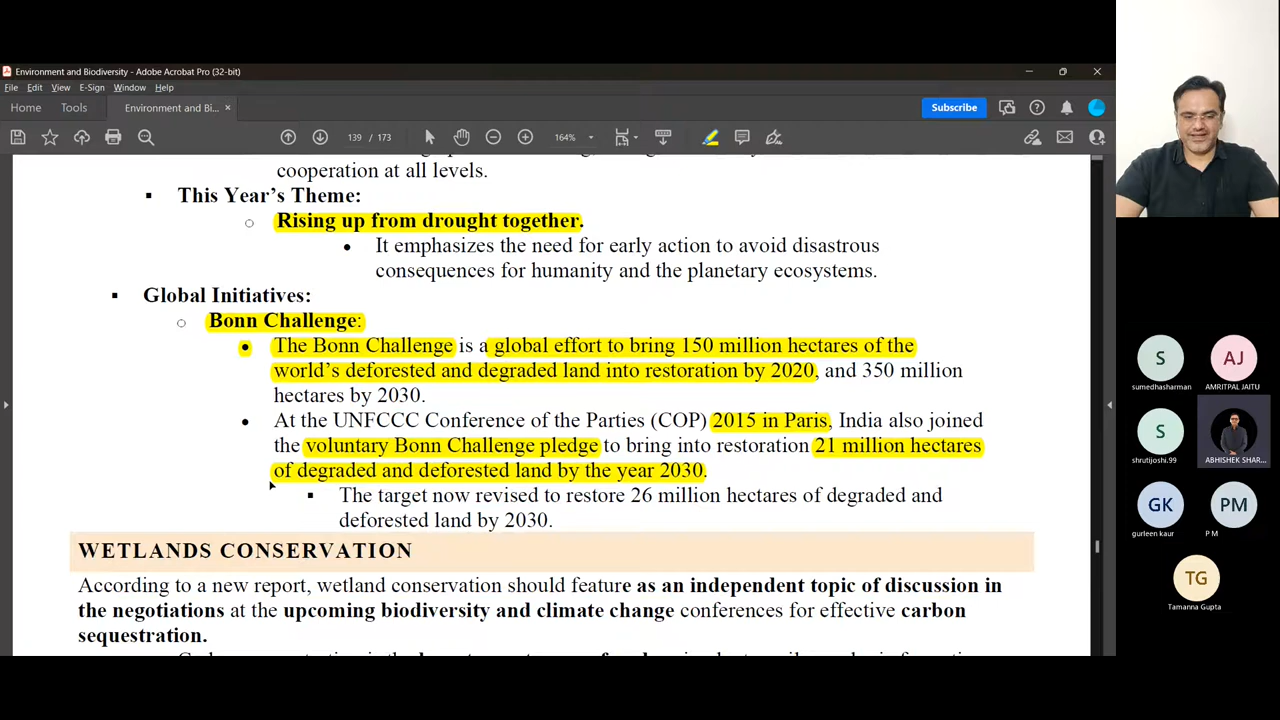 Environment and Biodiversity - Adobe Acrobat Pro (32-bit)
File Edit View E-Sign Window Help
Home Tools Environment and Bi... × Subscribe
139 / 173 164%
cooperation at all levels.
▪ This Year's Theme:
○ Rising up from drought together.
• It emphasizes the need for early action to avoid disastrous
consequences for humanity and the planetary ecosystems.
▪ Global Initiatives:
○ Bonn Challenge:
• The Bonn Challenge is a global effort to bring 150 million hectares of the
world's deforested and degraded land into restoration by 2020, and 350 million
hectares by 2030.
• At the UNFCCC Conference of the Parties (COP) 2015 in Paris, India also joined
the voluntary Bonn Challenge pledge to bring into restoration 21 million hectares
of degraded and deforested land by the year 2030.
▪ The target now revised to restore 26 million hectares of degraded and
deforested land by 2030.
WETLANDS CONSERVATION
According to a new report, wetland conservation should feature as an independent topic of discussion in
the negotiations at the upcoming biodiversity and climate change conferences for effective carbon
sequestration.
S AJ
sumedhasharman AMRITPAL JAITU
S
shrutijoshi.99 ABHISHEK SHAR...
GK PM
gurleen kaur P M
TG
Tamanna Gupta